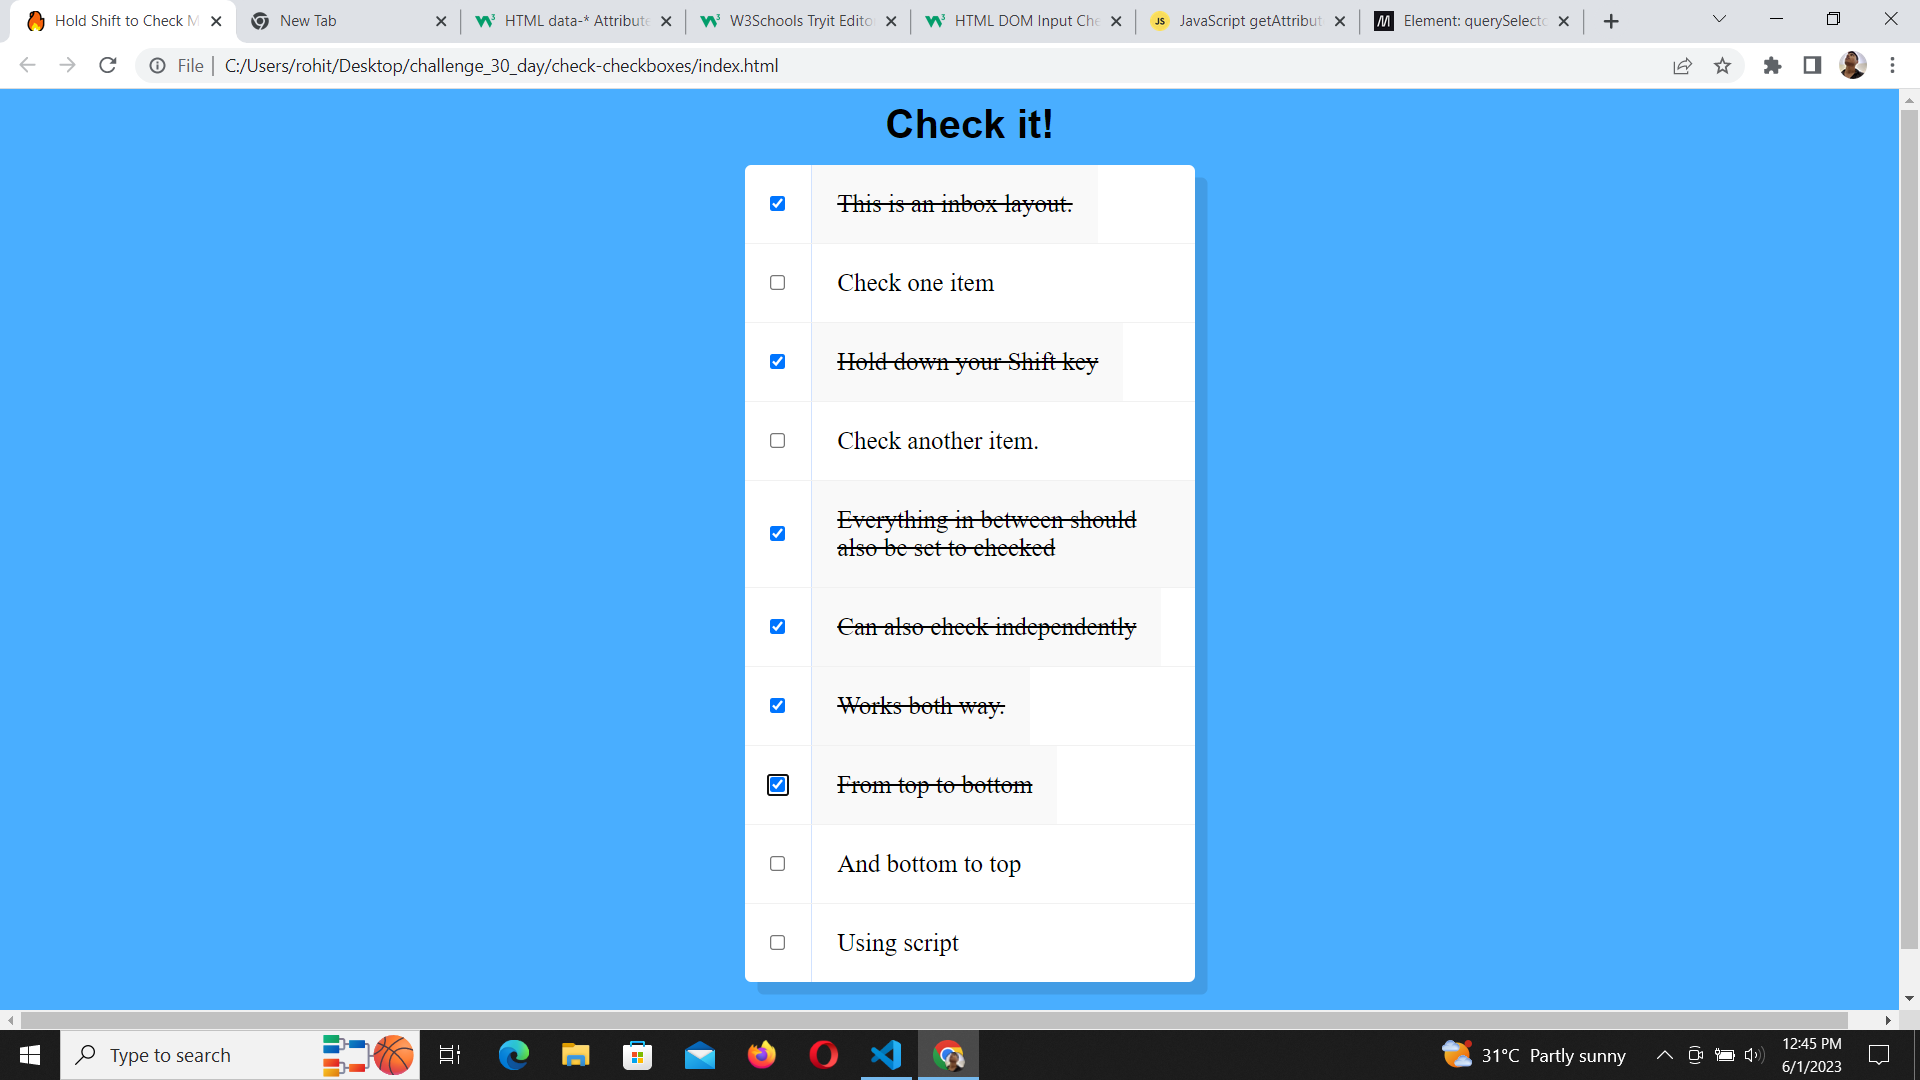 Hold Shift to Check M
New Tab
HTML data-* Attribute
W3Schools Tryit Editor
HTML DOM Input Che
JS
JavaScript getAttribut
Element: querySelecto
File
C:/Users/rohit/Desktop/challenge_30_day/check-checkboxes/index.html
Check it!
This is an inbox layout.
Check one item
Hold down your Shift key
Check another item.
Everything in between should
also be set to checked
Can also check independently
Works both way.
From top to bottom
And bottom to top
Using script
Type to search
31°C Partly sunny
12:45 PM
6/1/2023